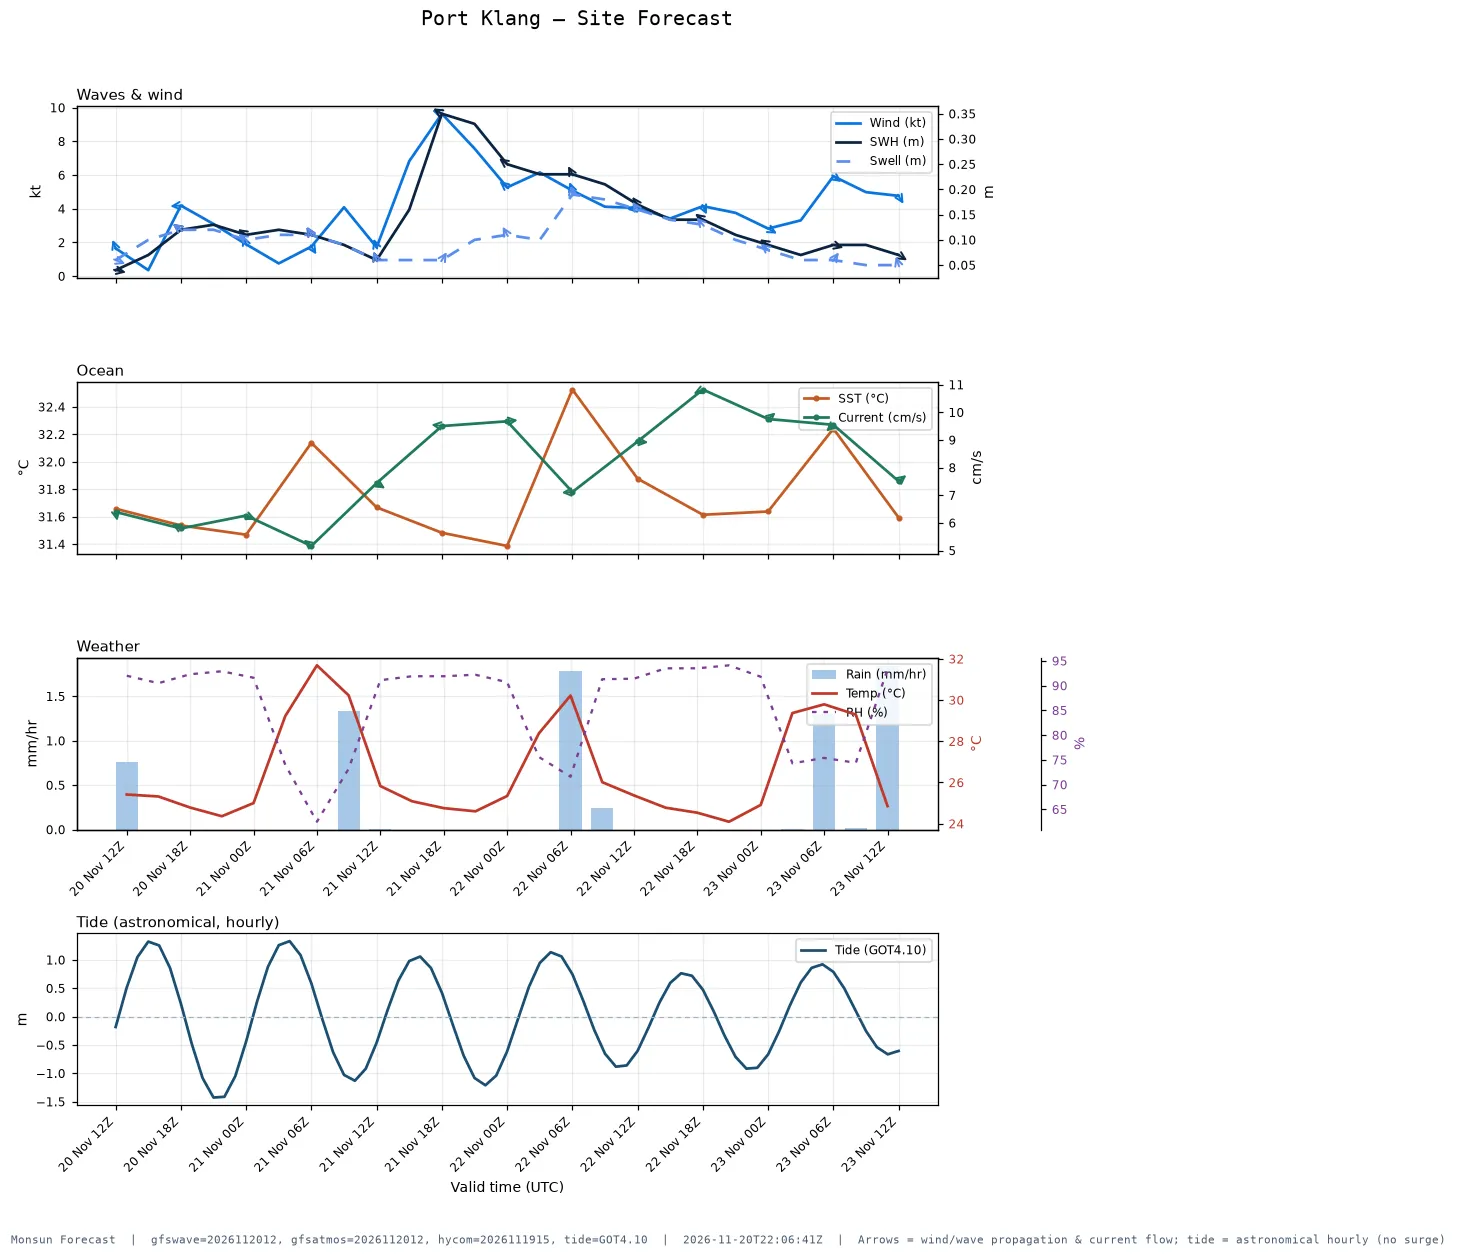 Port Klang — Site Forecast
Waves & wind
10
8
6
4
2
0
kt
0.35
0.30
0.25
0.20
0.15
0.10
0.05
m
Wind (kt)
SWH (m)
Swell (m)
Ocean
32.4
32.2
32.0
31.8
31.6
31.4
°C
11
10
9
8
7
6
5
cm/s
SST (°C)
Current (cm/s)
Weather
1.5
1.0
0.5
0.0
mm/hr
32
30
28
26
24
°C
95
90
85
80
75
70
65
%
Rain (mm/hr)
Temp (°C)
RH (%)
20 Nov 12Z
20 Nov 18Z
21 Nov 00Z
21 Nov 06Z
21 Nov 12Z
21 Nov 18Z
22 Nov 00Z
22 Nov 06Z
22 Nov 12Z
22 Nov 18Z
23 Nov 00Z
23 Nov 06Z
23 Nov 12Z
Tide (astronomical, hourly)
1.0
0.5
0.0
−0.5
−1.0
−1.5
m
Tide (GOT4.10)
20 Nov 12Z
20 Nov 18Z
21 Nov 00Z
21 Nov 06Z
21 Nov 12Z
21 Nov 18Z
22 Nov 00Z
22 Nov 06Z
22 Nov 12Z
22 Nov 18Z
23 Nov 00Z
23 Nov 06Z
23 Nov 12Z
Valid time (UTC)
Monsun Forecast | gfswave=2026112012, gfsatmos=2026112012, hycom=2026111915, tide=GOT4.10 | 2026-11-20T22:06:41Z | Arrows = wind/wave propagation & current flow; tide = astronomical hourly (no surge)